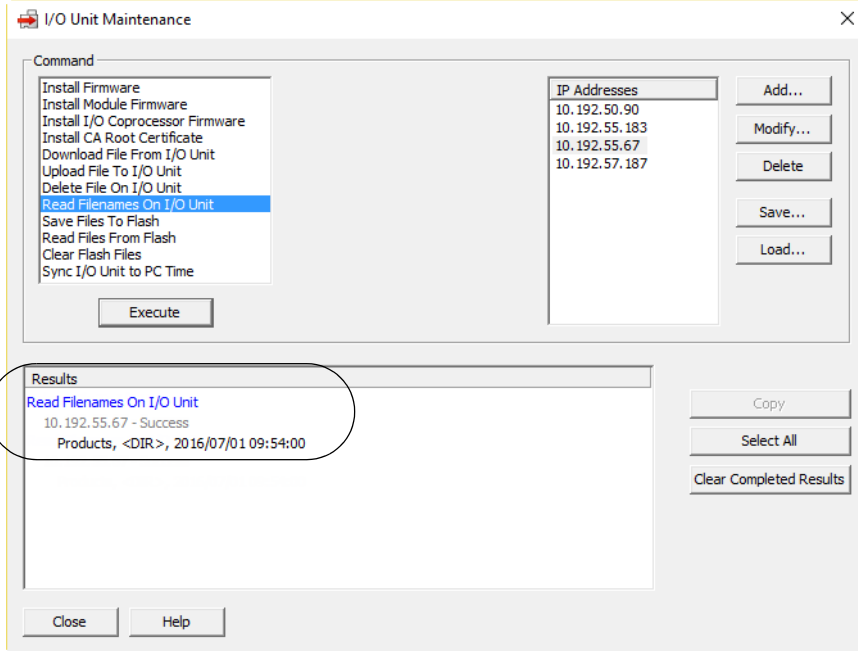 I/O Unit Maintenance
Command
Install Firmware
Install Module Firmware
Install I/O Coprocessor Firmware
Install CA Root Certificate
Download File From I/O Unit
Upload File To I/O Unit
Delete File On I/O Unit
Read Filenames On I/O Unit
Save Files To Flash
Read Files From Flash
Clear Flash Files
Sync I/O Unit to PC Time
Execute
IP Addresses
10.192.50.90
10.192.55.183
10.192.55.67
10.192.57.187
Add...
Modify...
Delete
Save...
Load...
Results
Read Filenames On I/O Unit
10.192.55.67 - Success
Products, <DIR>, 2016/07/01 09:54:00
Copy
Select All
Clear Completed Results
Close
Help